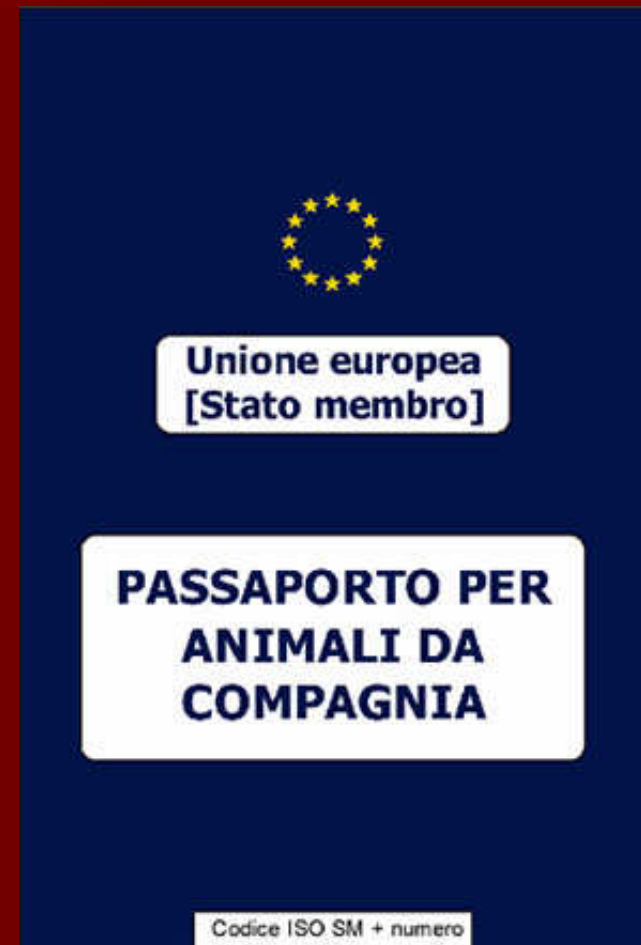 Unione europea
[Stato membro]
PASSAPORTO PER
ANIMALI DA
COMPAGNIA
Codice ISO SM + numero